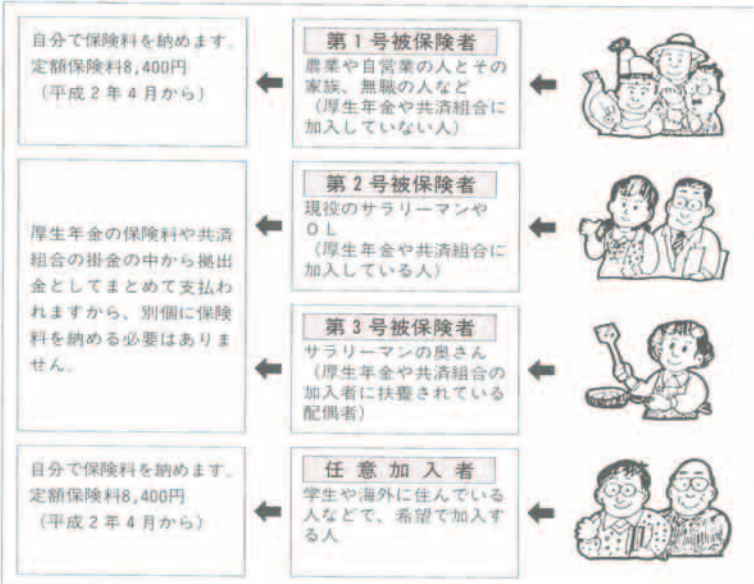 自分で保険料を納めます。
定額保険料8,400円
（平成2年4月から）
第1号被保険者
農業や自営業の人とその
家族、無職の人など
（厚生年金や共済組合に
加入していない人）
厚生年金の保険料や共済
組合の掛金の中から拠出
金としてまとめて支払わ
れますから、別個に保険
料を納める必要はありま
せん。
第2号被保険者
現役のサラリーマンや
OL
（厚生年金や共済組合に
加入している人）
第3号被保険者
サラリーマンの奥さん
（厚生年金や共済組合の
加入者に扶養されている
配偶者）
自分で保険料を納めます。
定額保険料8,400円
（平成2年4月から）
任意加入者
学生や海外に住んでいる
人などで、希望で加入す
る人